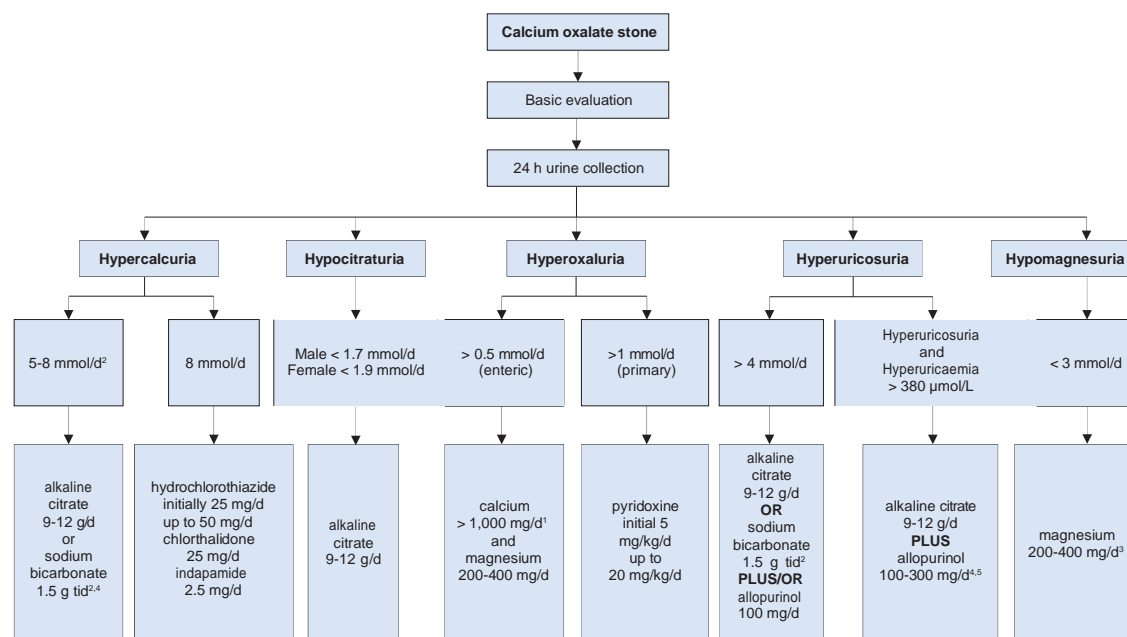 Calcium oxalate stone
Basic evaluation
24 h urine collection
Hypercalcuria
Hypocitraturia
Hyperoxaluria
Hyperuricosuria
Hypomagnesuria
5-8 mmol/d²
8 mmol/d
Male < 1.7 mmol/d
Female < 1.9 mmol/d
> 0.5 mmol/d
(enteric)
>1 mmol/d
(primary)
> 4 mmol/d
Hyperuricosuria
and
Hyperuricaemia
> 380 µmol/L
< 3 mmol/d
alkaline
citrate
9-12 g/d
or
sodium
bicarbonate
1.5 g tid²,⁴
hydrochlorothiazide
initially 25 mg/d
up to 50 mg/d
chlorthalidone
25 mg/d
indapamide
2.5 mg/d
alkaline
citrate
9-12 g/d
calcium
> 1,000 mg/d¹
and
magnesium
200-400 mg/d
pyridoxine
initial 5
mg/kg/d
up to
20 mg/kg/d
alkaline
citrate
9-12 g/d
OR
sodium
bicarbonate
1.5 g tid²
PLUS/OR
allopurinol
100 mg/d
alkaline citrate
9-12 g/d
PLUS
allopurinol
100-300 mg/d⁴,⁵
magnesium
200-400 mg/d³